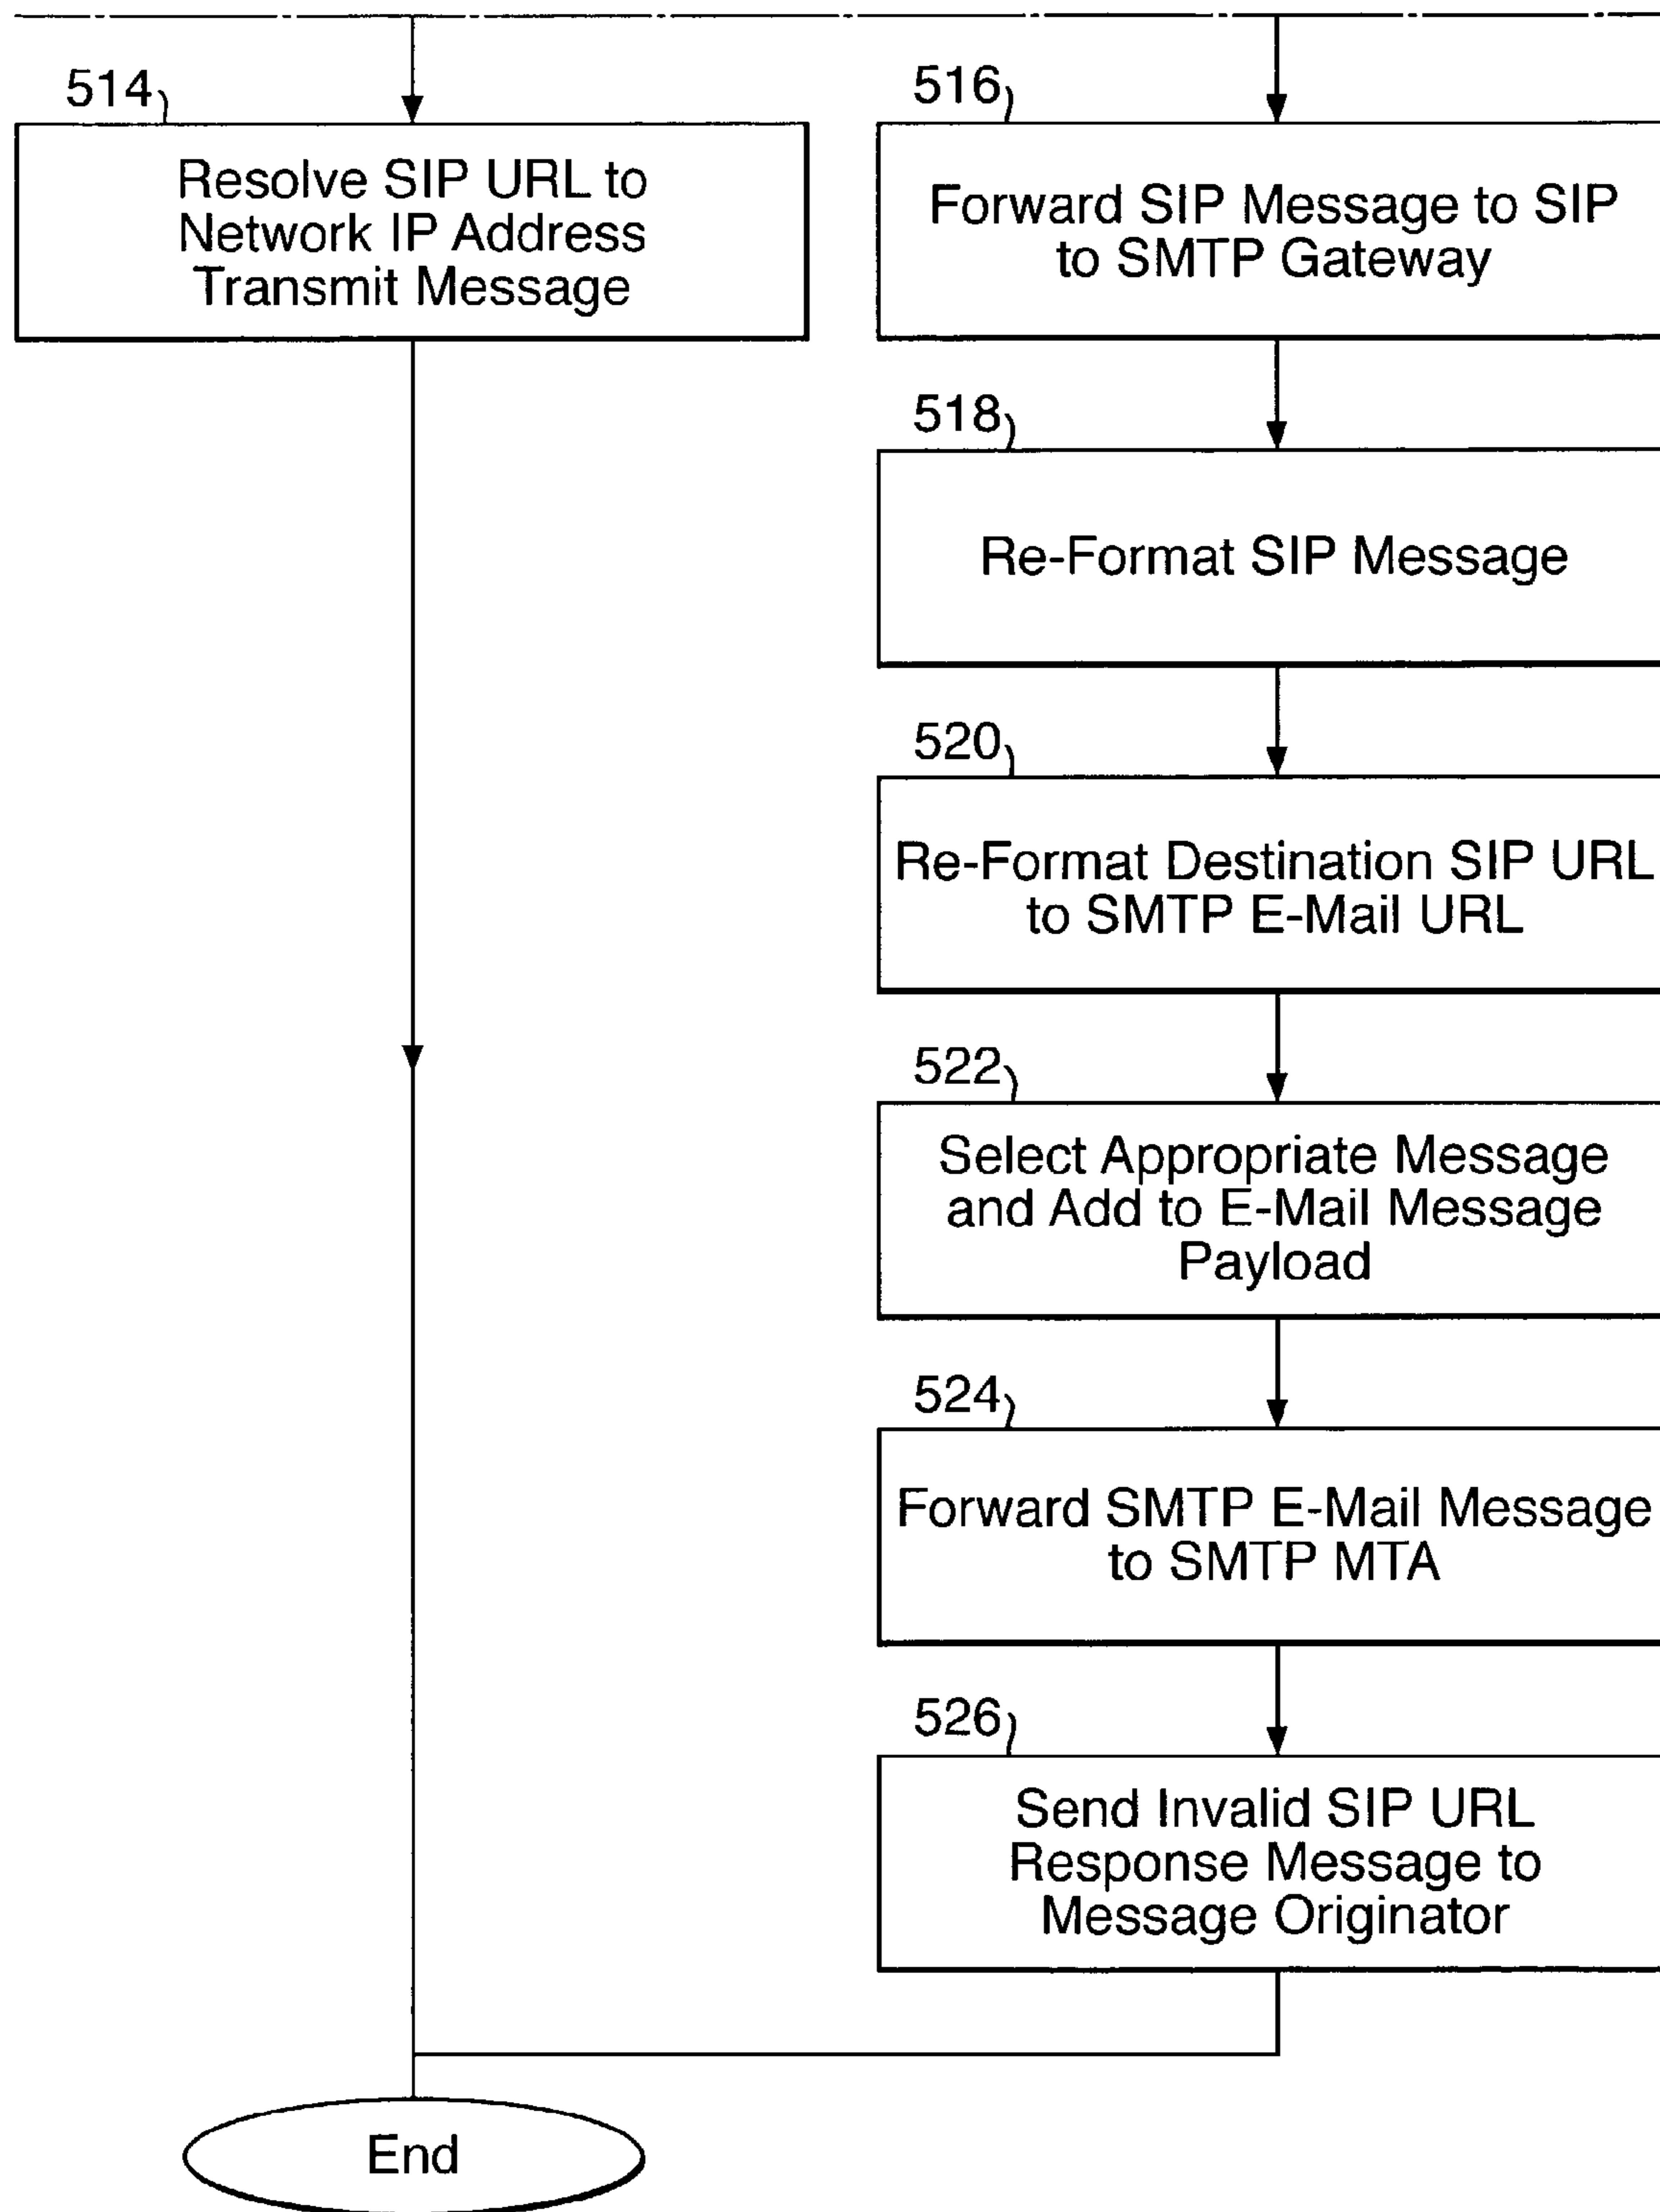 514
Resolve SIP URL to
Network IP Address
Transmit Message
516
Forward SIP Message to SIP
to SMTP Gateway
518
Re-Format SIP Message
520
Re-Format Destination SIP URL
to SMTP E-Mail URL
522
Select Appropriate Message
and Add to E-Mail Message
Payload
524
Forward SMTP E-Mail Message
to SMTP MTA
526
Send Invalid SIP URL
Response Message to
Message Originator
End